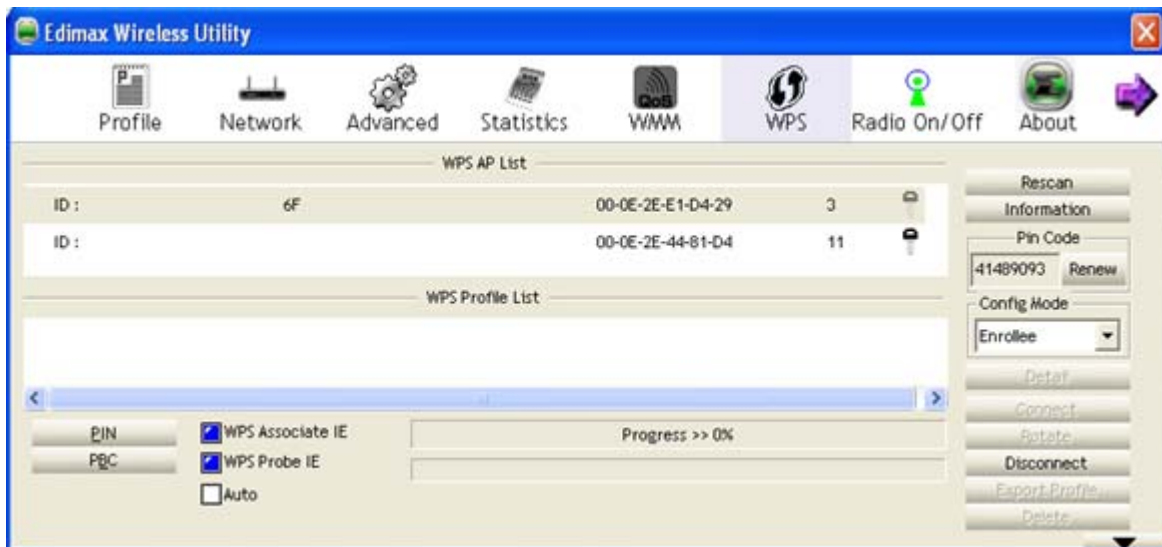 Edimax Wireless Utility
Profile Network Advanced Statistics WMM WPS Radio On/Off About
QoS
WPS AP List
ID : 6F 00-0E-2E-E1-D4-29 3
ID : 00-0E-2E-44-81-D4 11
WPS Profile List
PIN
PBC
WPS Associate IE
WPS Probe IE
Auto
Progress >> 0%
Rescan
Information
Pin Code
41489093 Renew
Config Mode
Enrollee
Detail
Connect
Rotate
Disconnect
Export Profile
Delete